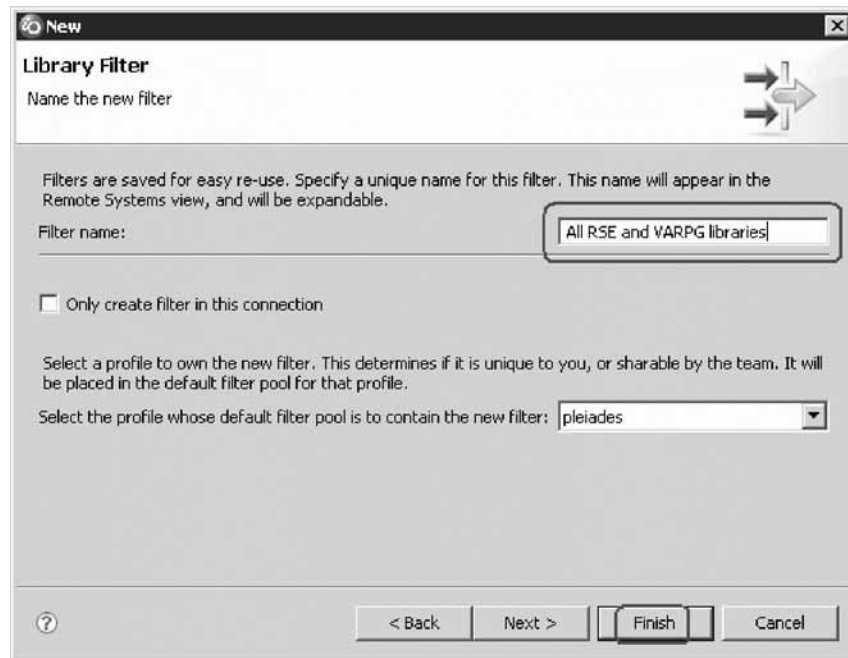 New
Library Filter
Name the new filter
Filters are saved for easy re-use. Specify a unique name for this filter. This name will appear in the
Remote Systems view, and will be expandable.
Filter name:
All RSE and VARPG libraries
Only create filter in this connection
Select a profile to own the new filter. This determines if it is unique to you, or sharable by the team. It will
be placed in the default filter pool for that profile.
Select the profile whose default filter pool is to contain the new filter: pleiades
? < Back Next > Finish Cancel